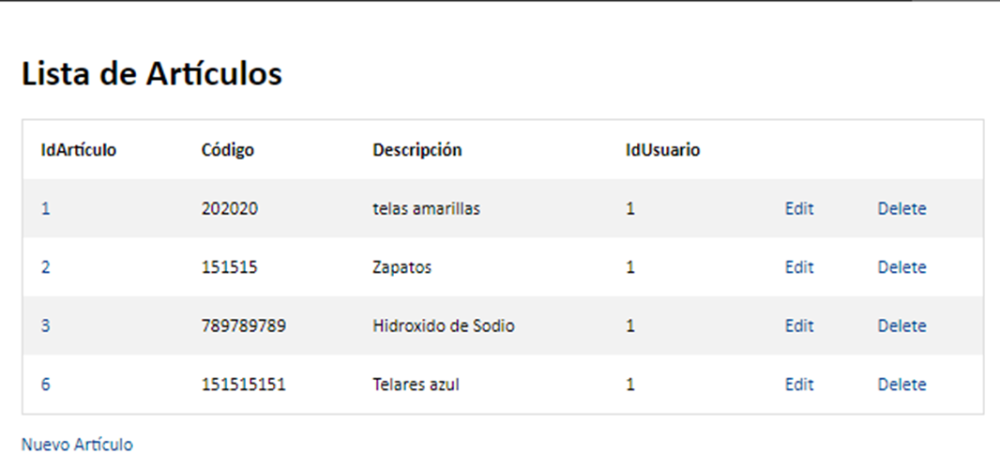 Lista de Artículos
IdArtículo Código Descripción IdUsuario
1 202020 telas amarillas 1 Edit Delete
2 151515 Zapatos 1 Edit Delete
3 789789789 Hidroxido de Sodio 1 Edit Delete
6 151515151 Telares azul 1 Edit Delete
Nuevo Artículo